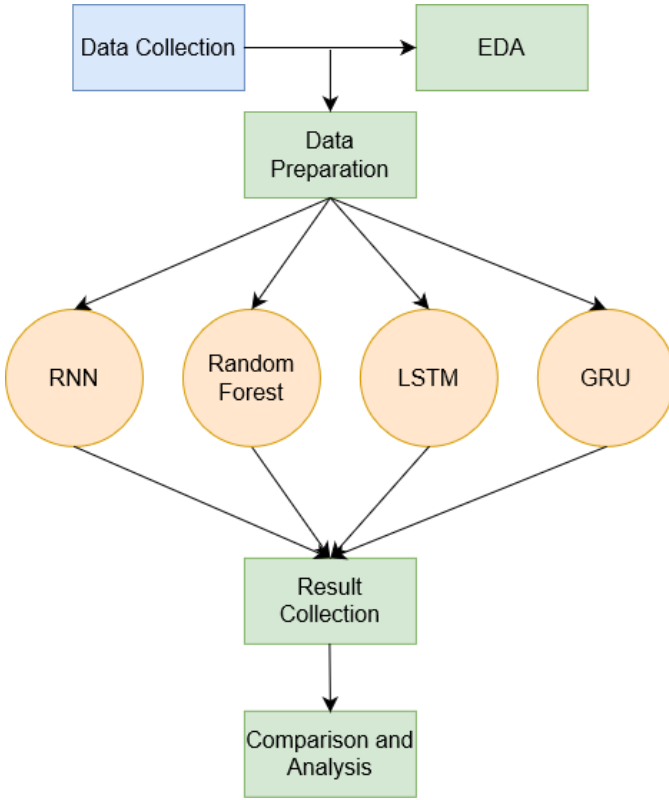 Data Collection
EDA
Data
Preparation
RNN
Random
Forest
LSTM
GRU
Result
Collection
Comparison and
Analysis